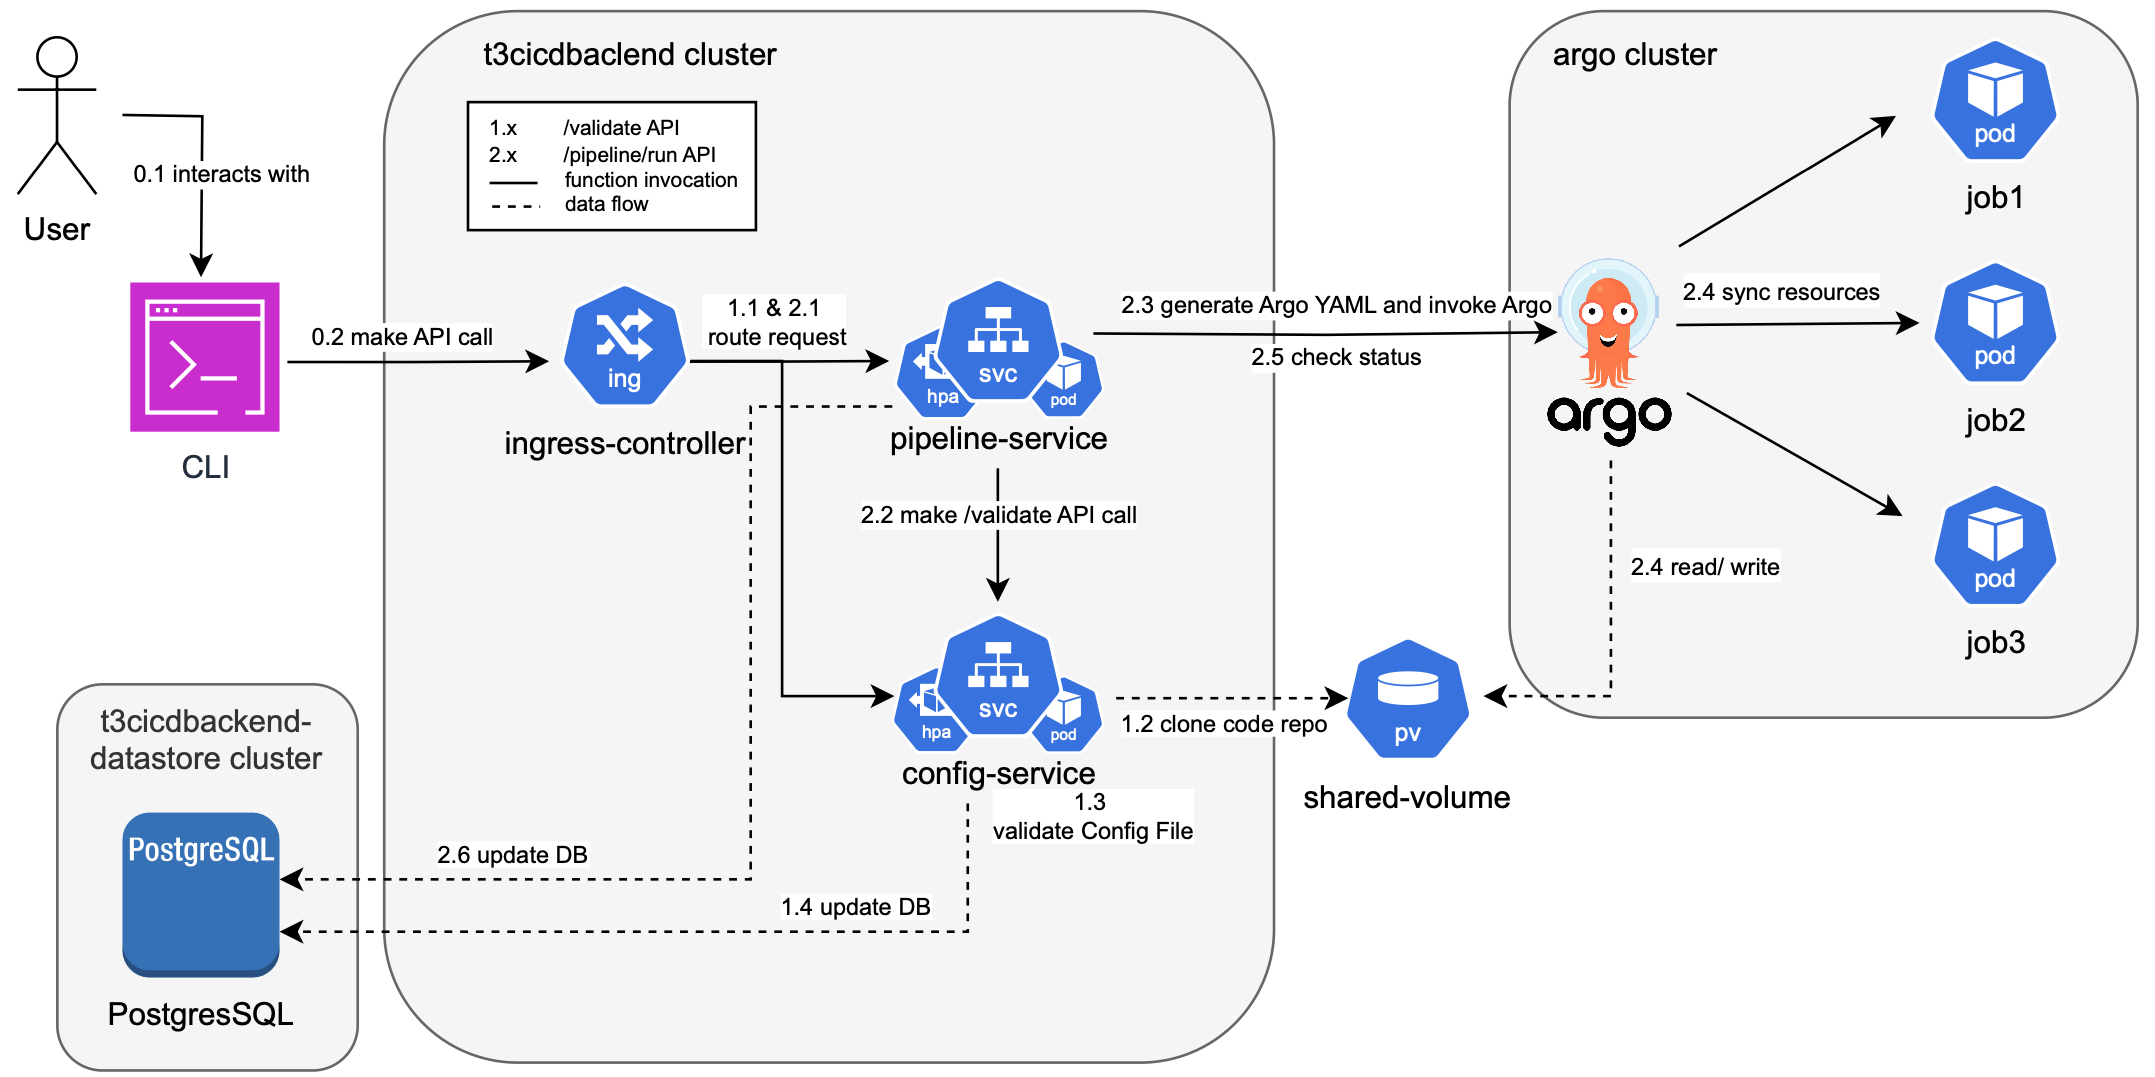 t3cicdbaclend cluster
argo cluster
1.x /validate API
2.x /pipeline/run API
function invocation
data flow
0.1 interacts with
User
pod
job1
0.2 make API call
CLI
ing
ingress-controller
1.1 & 2.1
route request
hpa
svc
pod
pipeline-service
2.3 generate Argo YAML and invoke Argo
2.5 check status
argo
2.4 sync resources
pod
job2
2.2 make /validate API call
2.4 read/ write
pod
job3
hpa
svc
pod
config-service
1.2 clone code repo
pv
shared-volume
1.3
validate Config File
t3cicdbackend-
datastore cluster
PostgreSQL
PostgresSQL
2.6 update DB
1.4 update DB